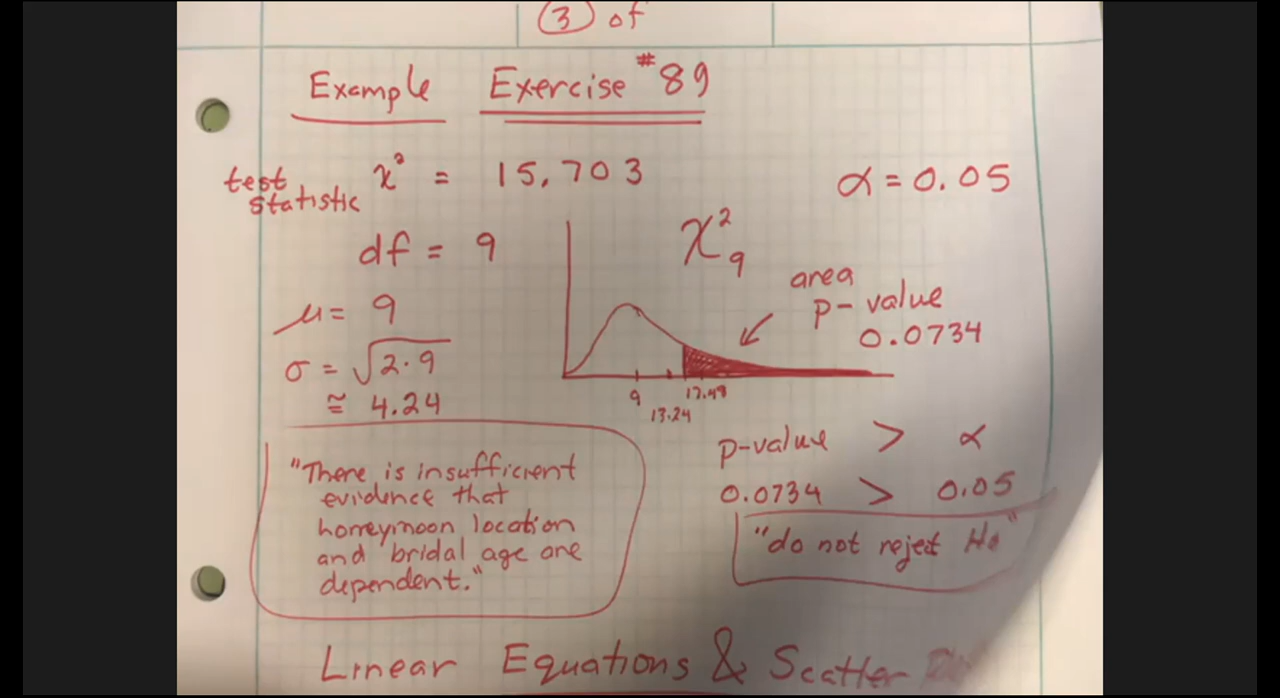 ③ of
Example Exercise #89
test statistic χ² = 15.703
α = 0.05
df = 9
χ²₉
μ = 9
area
p-value
0.0734
σ = √2·9
≅ 4.24
9
13.24
17.48
p-value > α
0.0734 > 0.05
"do not reject H₀"
"There is insufficient
evidence that
honeymoon location
and bridal age are
dependent."
Linear Equations & Scatter